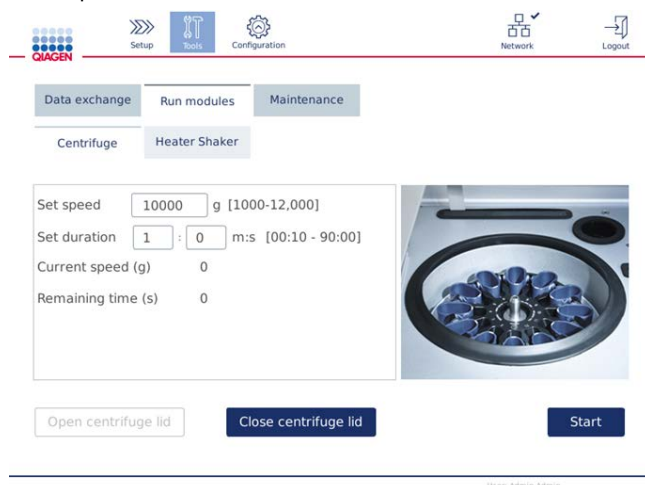 QIAGEN
Setup
Tools
Configuration
Network
Logout
Data exchange Run modules Maintenance
Centrifuge Heater Shaker
Set speed 10000 g [1000-12,000]
Set duration 1 : 0 m:s [00:10 - 90:00]
Current speed (g) 0
Remaining time (s) 0
Open centrifuge lid Close centrifuge lid Start